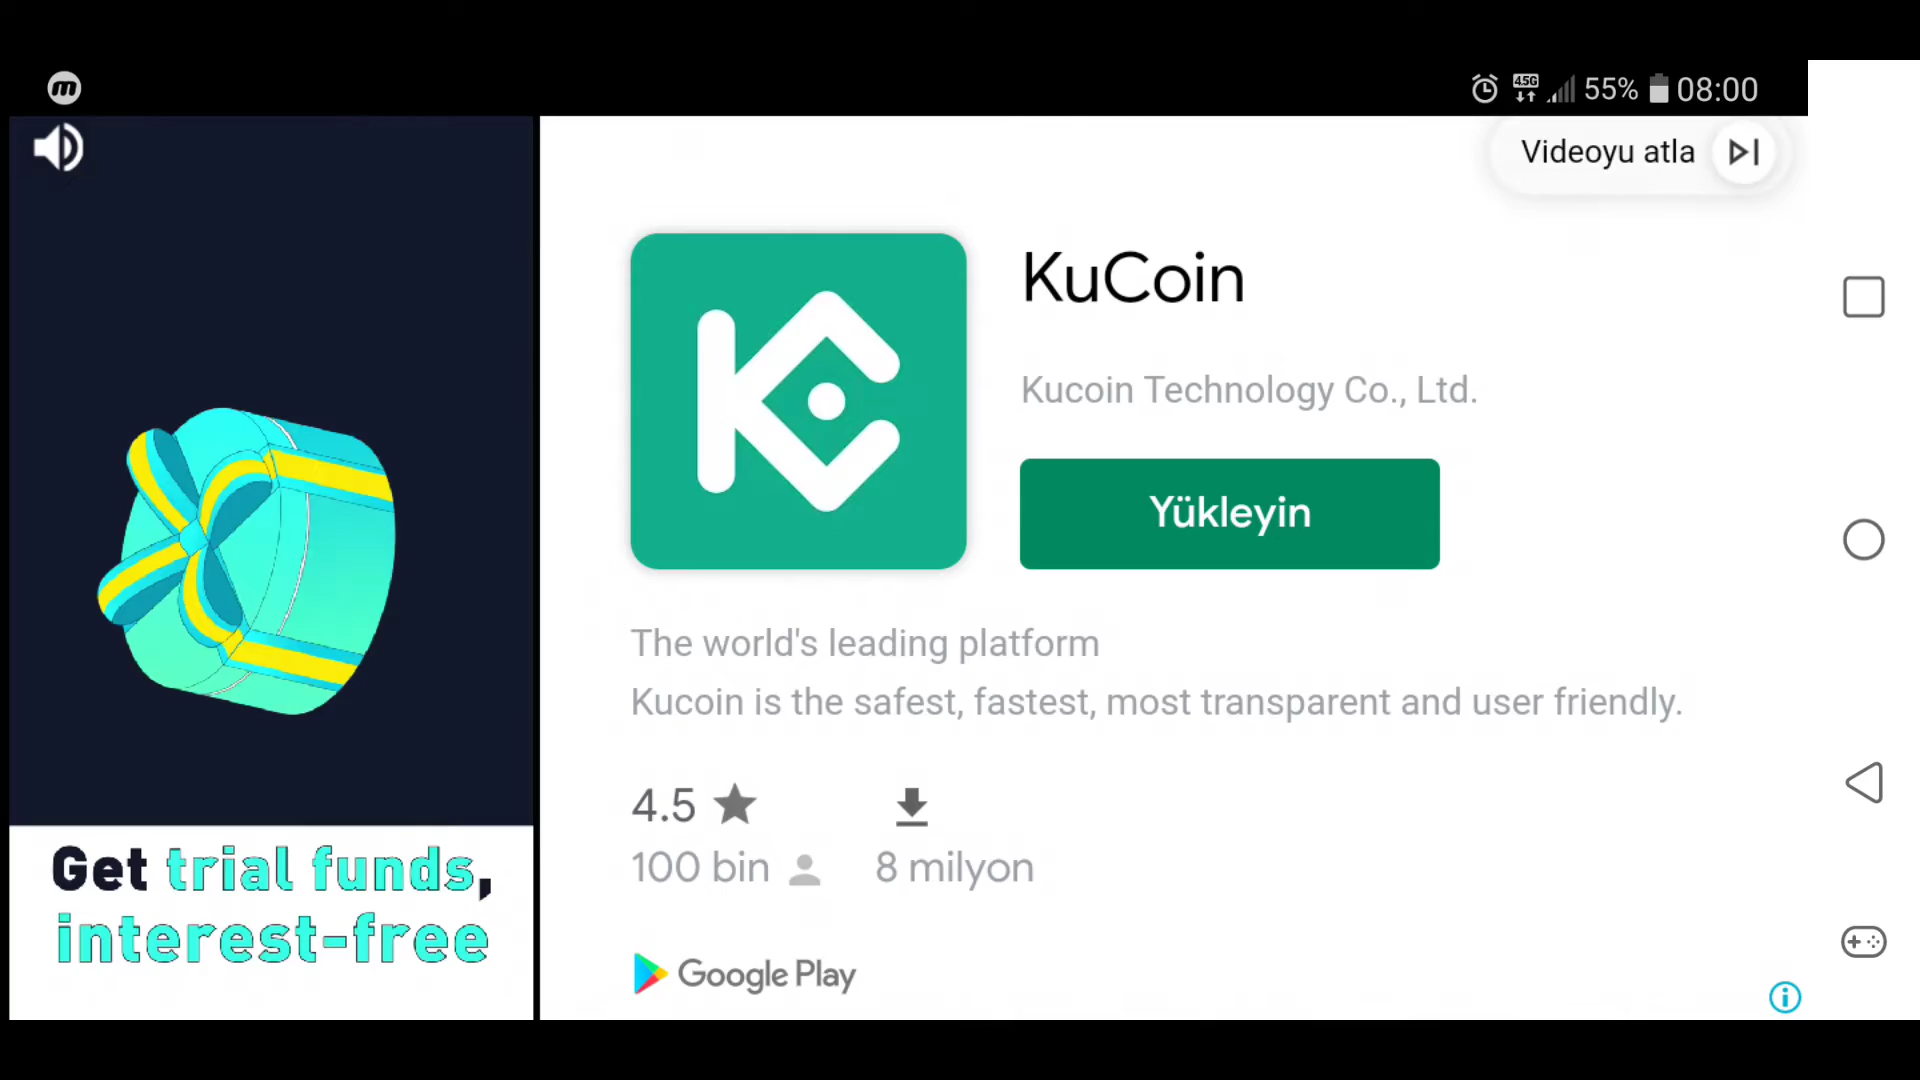 4.5G 55% 08:00
Videoyu atla
KuCoin
Kucoin Technology Co., Ltd.
Yükleyin
The world's leading platform
Kucoin is the safest, fastest, most transparent and user friendly.
4.5
100 bin 8 milyon
Google Play
Get trial funds,
interest-free